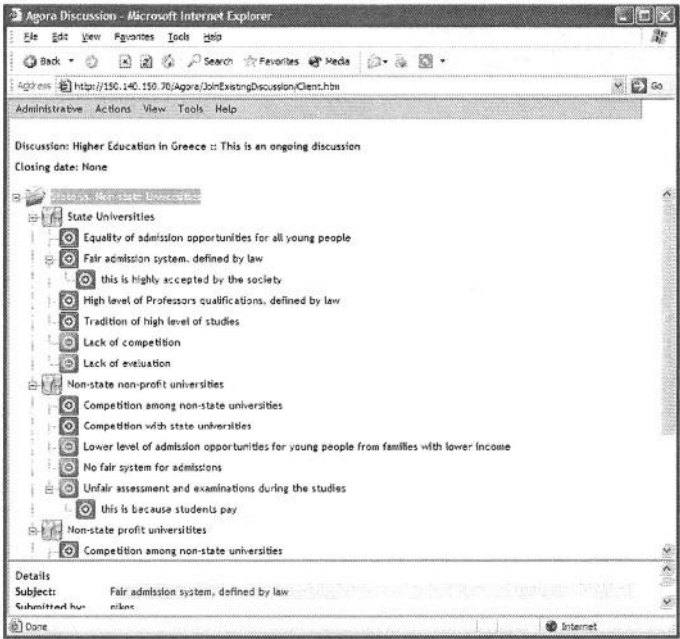 Agora Discussion - Microsoft Internet Explorer
File Edit View Favorites Tools Help
Back Search Favorites Media
Address http://150.140.150.70/Agora/JoinExistingDiscussion/Client.htm Go
Administrative Actions View Tools Help
Discussion: Higher Education in Greece :: This is an ongoing discussion
Closing date: None
State vs. Non-state Universities
State Universities
Equality of admission opportunities for all young people
Fair admission system, defined by law
this is highly accepted by the society
High level of Professors qualifications, defined by law
Tradition of high level of studies
Lack of competition
Lack of evaluation
Non-state non-profit universities
Competition among non-state universities
Competition with state universities
Lower level of admission opportunities for young people from families with lower income
No fair system for admissions
Unfair assessment and examinations during the studies
this is because students pay
Non-state profit universitites
Competition among non-state universities
Details
Subject: Fair admission system, defined by law
Submitted by: nikos
Done Internet